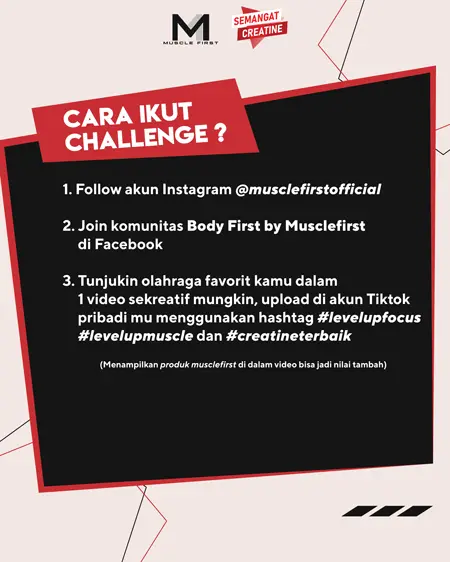 M
MUSCLE FIRST
SEMANGAT
CREATINE
CARA IKUT
CHALLENGE ?
1. Follow akun Instagram @musclefirstofficial
2. Join komunitas Body First by Musclefirst
di Facebook
3. Tunjukin olahraga favorit kamu dalam
1 video sekreatif mungkin, upload di akun Tiktok
pribadi mu menggunakan hashtag #levelupfocus
#levelupmuscle dan #creatineterbaik
(Menampilkan produk musclefirst di dalam video bisa jadi nilai tambah)